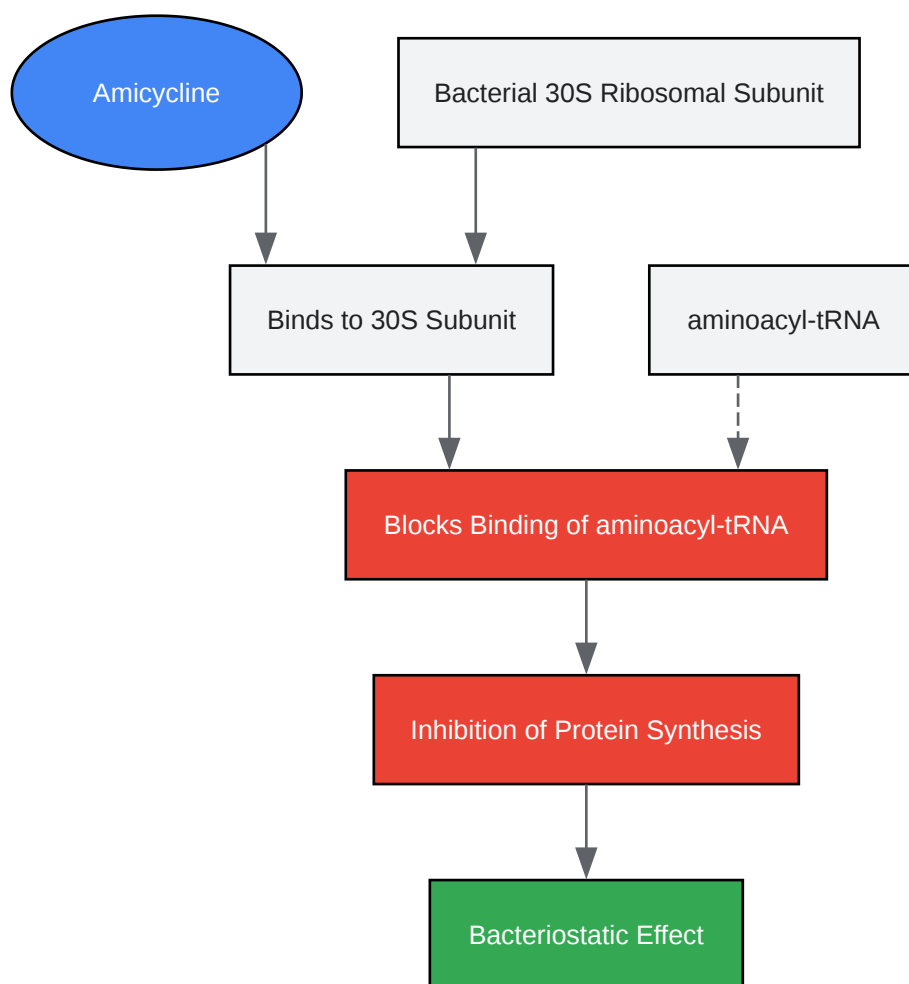 Amicycline
Bacterial 30S Ribosomal Subunit
Binds to 30S Subunit
aminoacyl-tRNA
Blocks Binding of aminoacyl-tRNA
Inhibition of Protein Synthesis
Bacteriostatic Effect